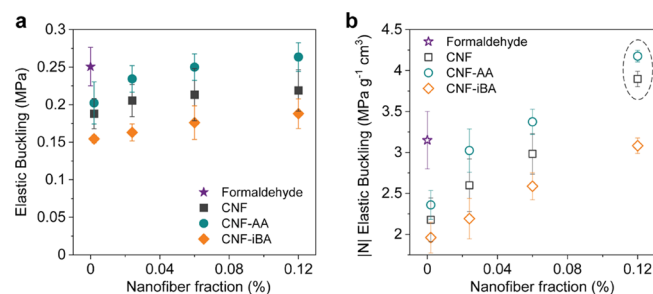 a
Elastic Buckling (MPa)
0.3
0.25
0.2
0.15
0.1
0.05
0
Formaldehyde
CNF
CNF-AA
CNF-iBA
0
0.04
0.08
0.12
Nanofiber fraction (%)
b
|N| Elastic Buckling (MPa g⁻¹ cm³)
4.5
4
3.5
3
2.5
2
Formaldehyde
CNF
CNF-AA
CNF-iBA
0
0.04
0.08
0.12
Nanofiber fraction (%)